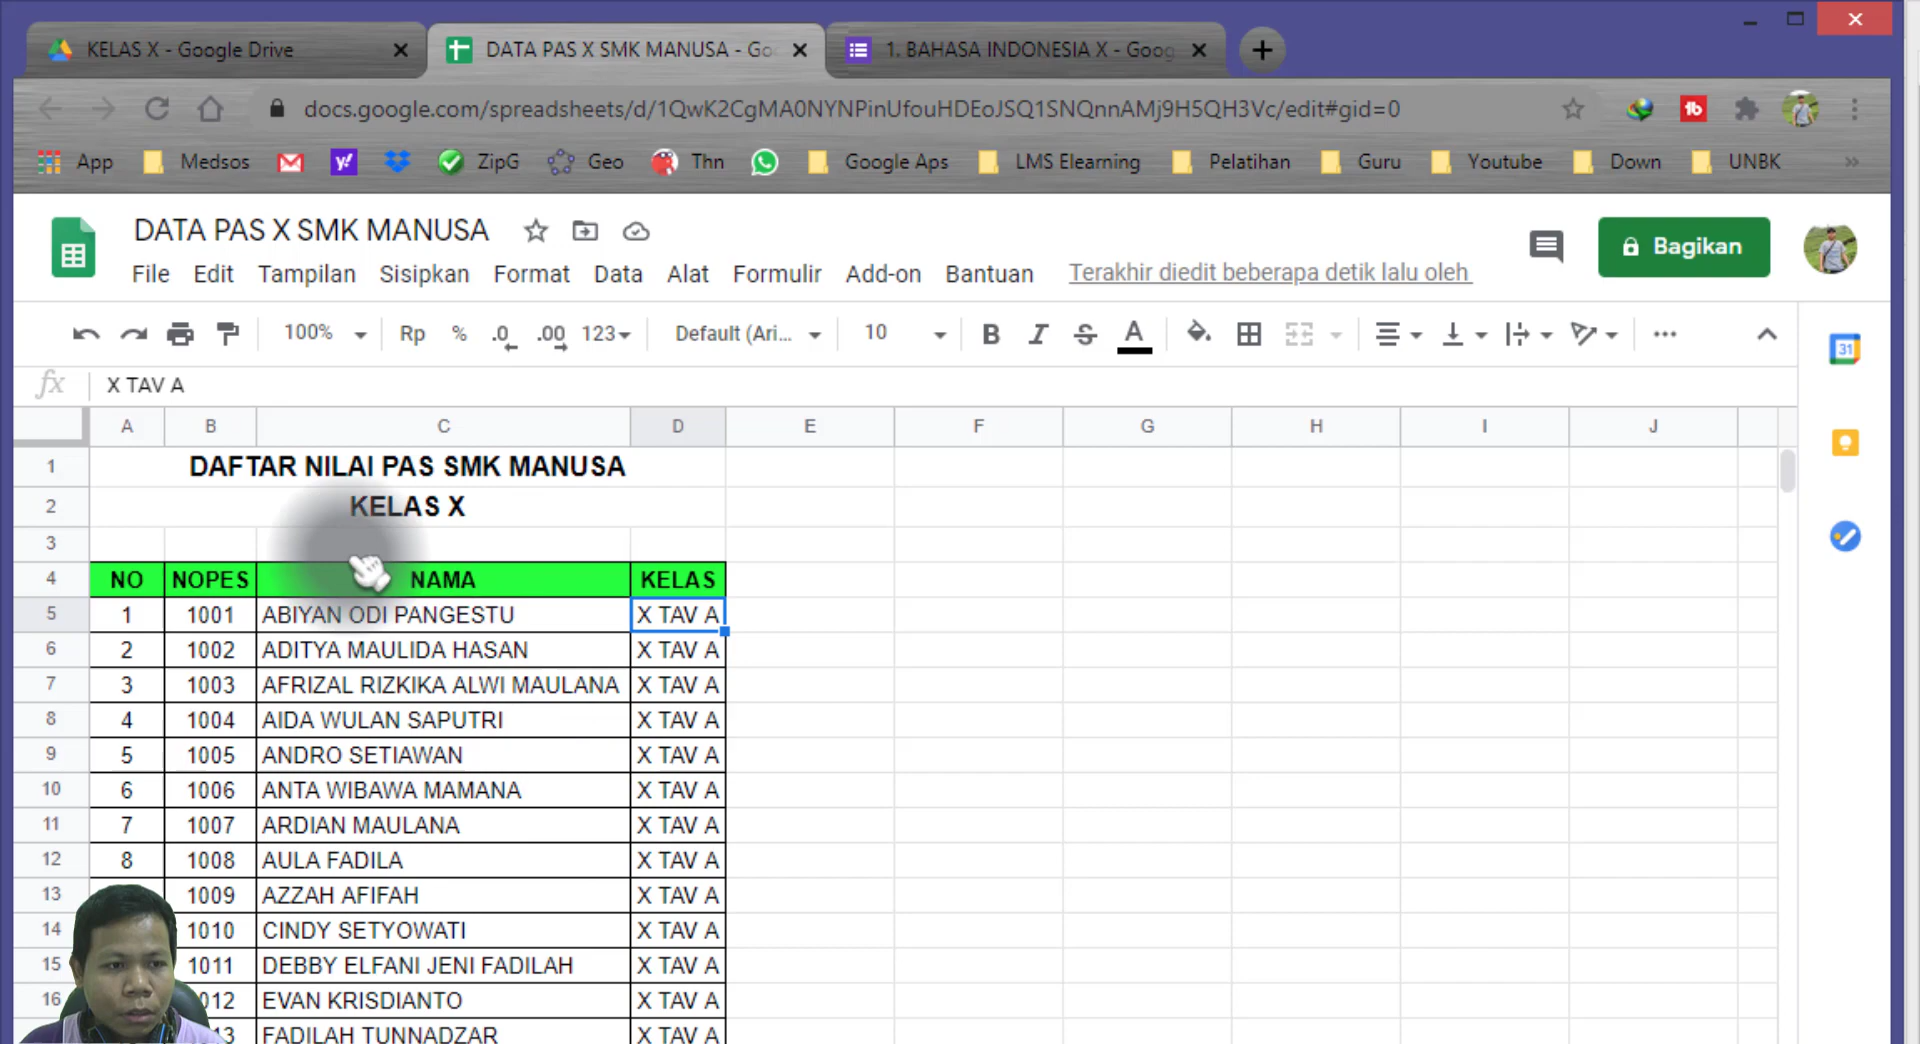 KELAS X - Google Drive
DATA PAS X SMK MANUSA - Go
1. BAHASA INDONESIA X - Goog
docs.google.com/spreadsheets/d/1QwK2CgMA0NYNPinUfouHDEoJSQ1SNQnnAMj9H5QH3Vc/edit#gid=0
App Medsos ZipG Geo Thn Google Aps LMS Elearning Pelatihan Guru Youtube Down UNBK »
DATA PAS X SMK MANUSA
Bagikan
File Edit Tampilan Sisipkan Format Data Alat Formulir Add-on Bantuan Terakhir diedit beberapa detik lalu oleh
100% Rp % .0 .00 123 Default (Ari... 10 B I S A
31
fx X TAV A
A B C D E F G H I J
1 DAFTAR NILAI PAS SMK MANUSA
2 KELAS X
3
4 NO NOPES NAMA KELAS
5 1 1001 ABIYAN ODI PANGESTU X TAV A
6 2 1002 ADITYA MAULIDA HASAN X TAV A
7 3 1003 AFRIZAL RIZKIKA ALWI MAULANA X TAV A
8 4 1004 AIDA WULAN SAPUTRI X TAV A
9 5 1005 ANDRO SETIAWAN X TAV A
10 6 1006 ANTA WIBAWA MAMANA X TAV A
11 7 1007 ARDIAN MAULANA X TAV A
12 8 1008 AULA FADILA X TAV A
13 1009 AZZAH AFIFAH X TAV A
14 1010 CINDY SETYOWATI X TAV A
15 1011 DEBBY ELFANI JENI FADILAH X TAV A
16 012 EVAN KRISDIANTO X TAV A
13 FADILAH TUNNADZAR X TAV A